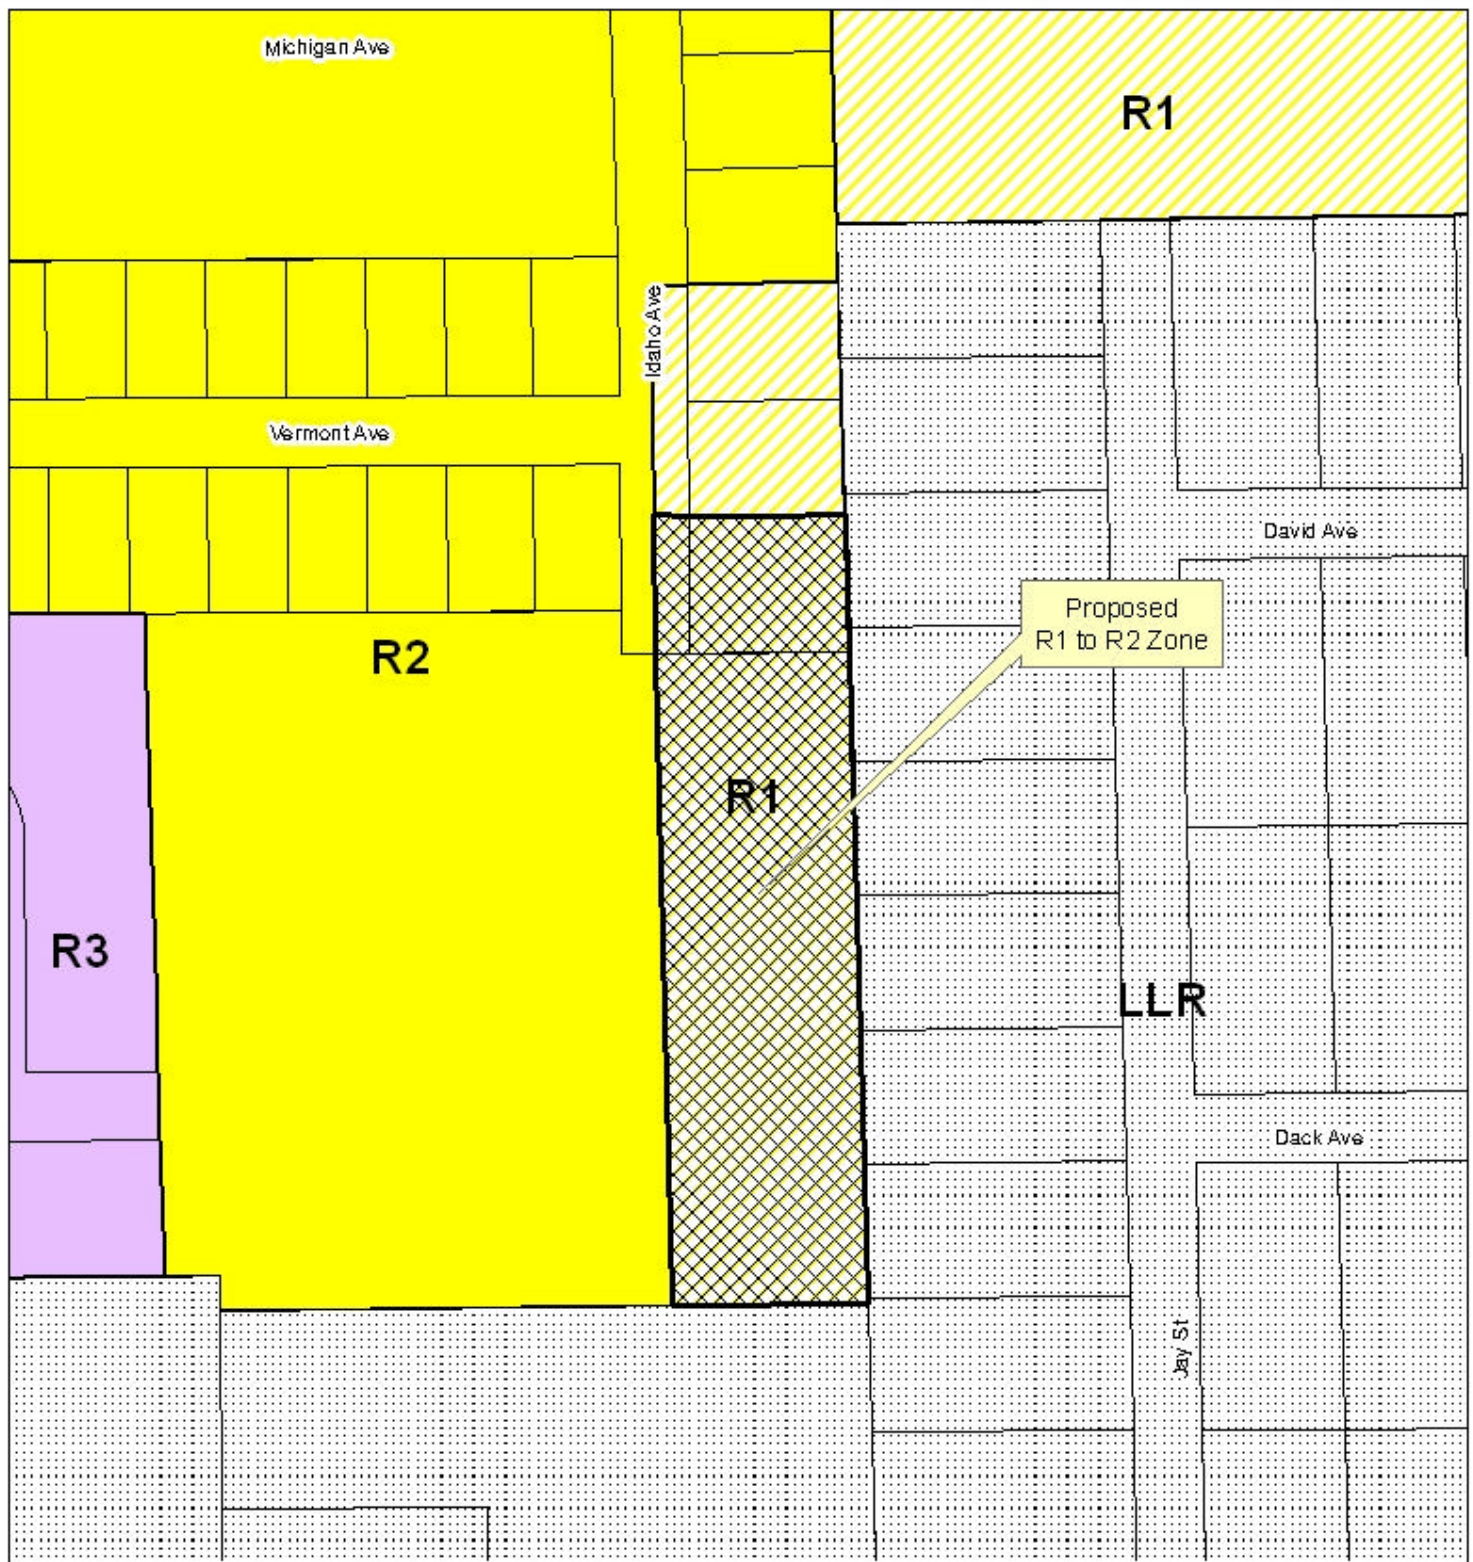 Michigan Ave
R1
Idaho Ave
Vermont Ave
David Ave
Proposed
R1 to R2 Zone
R2
R1
R3
LLR
Dack Ave
Jay St